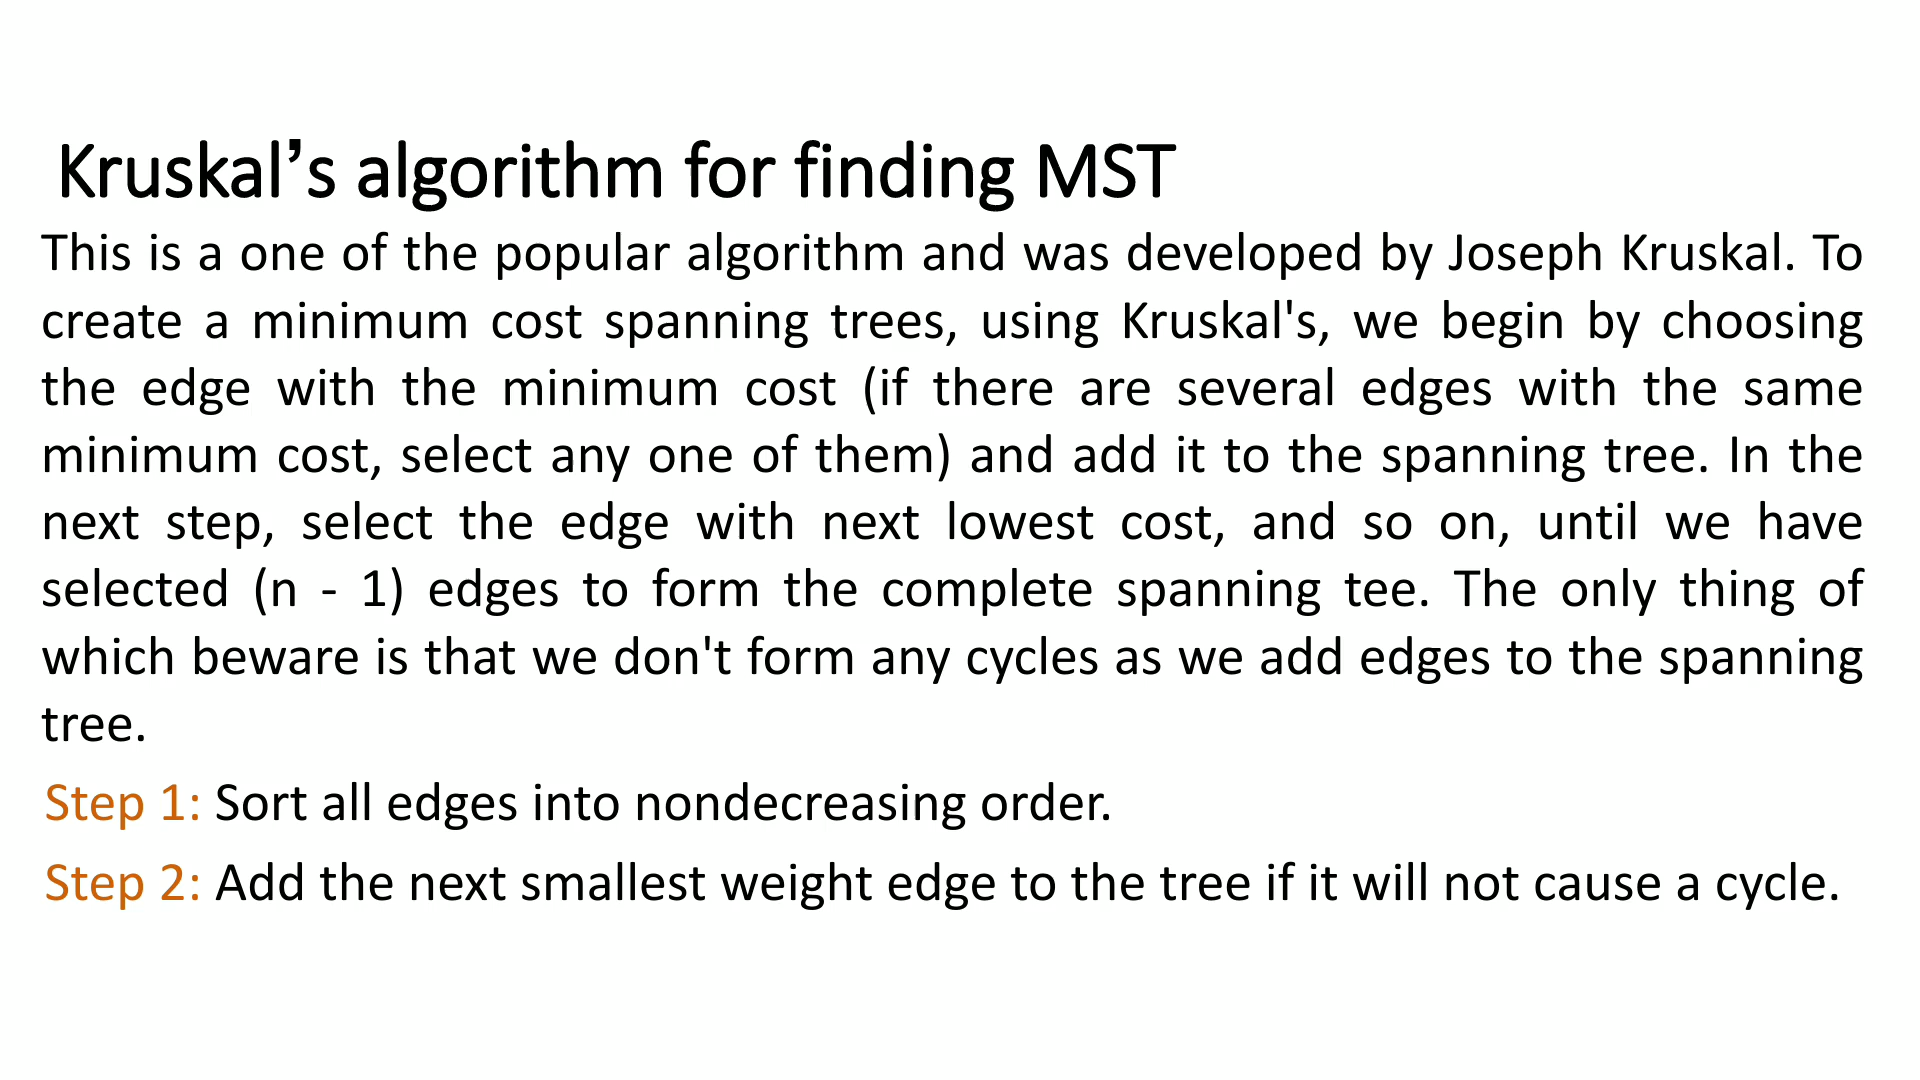 Kruskal’s algorithm for finding MST
This is a one of the popular algorithm and was developed by Joseph Kruskal. To
create a minimum cost spanning trees, using Kruskal's, we begin by choosing
the edge with the minimum cost (if there are several edges with the same
minimum cost, select any one of them) and add it to the spanning tree. In the
next step, select the edge with next lowest cost, and so on, until we have
selected (n - 1) edges to form the complete spanning tee. The only thing of
which beware is that we don't form any cycles as we add edges to the spanning
tree.
Step 1: Sort all edges into nondecreasing order.
Step 2: Add the next smallest weight edge to the tree if it will not cause a cycle.